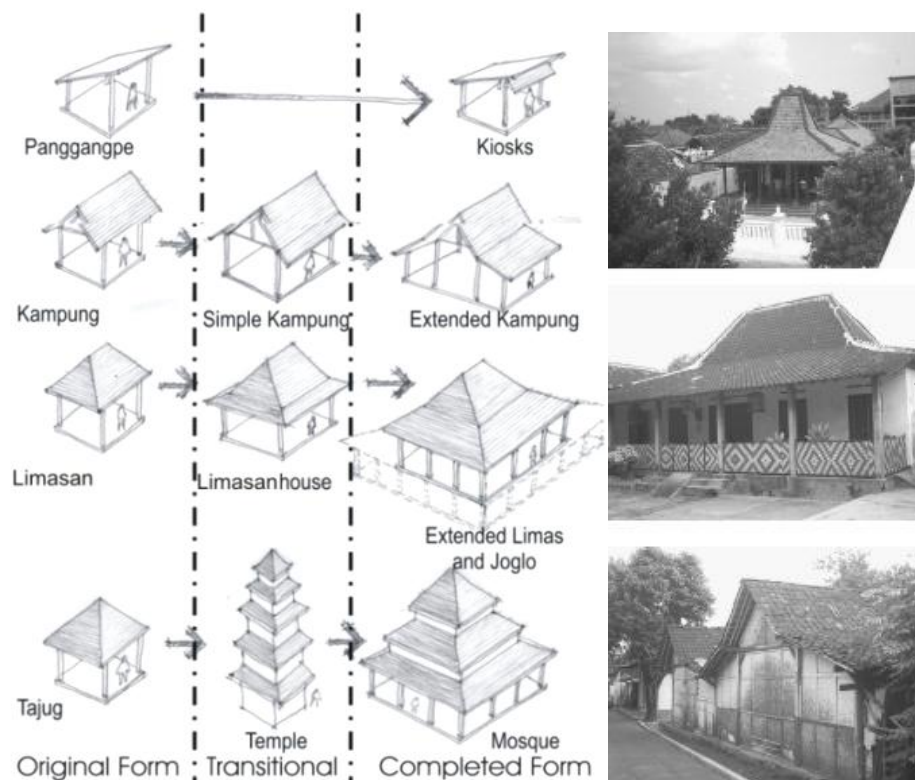 Panggangpe
Kiosks
Kampung
Simple Kampung
Extended Kampung
Limasan
Limasanhouse
Extended Limas
and Joglo
Tajug
Temple
Mosque
Original Form
Transitional
Completed Form